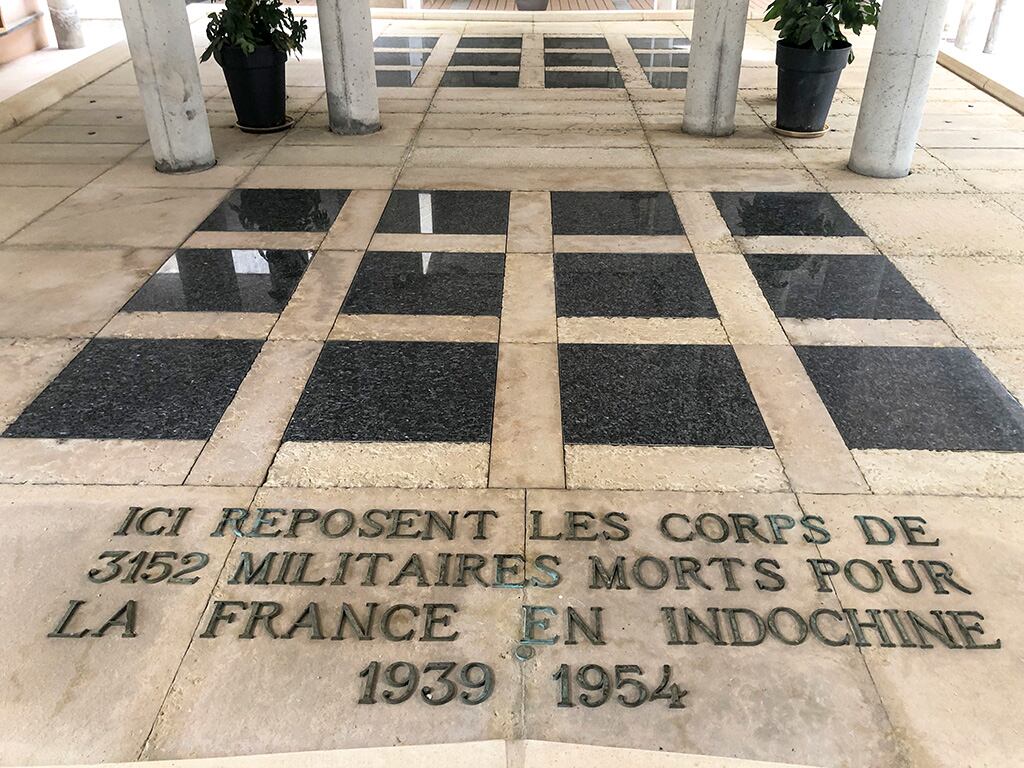 ICI REPOSENT LES CORPS DE
3152 MILITAIRES MORTS POUR
LA FRANCE EN INDOCHINE
1939 1954